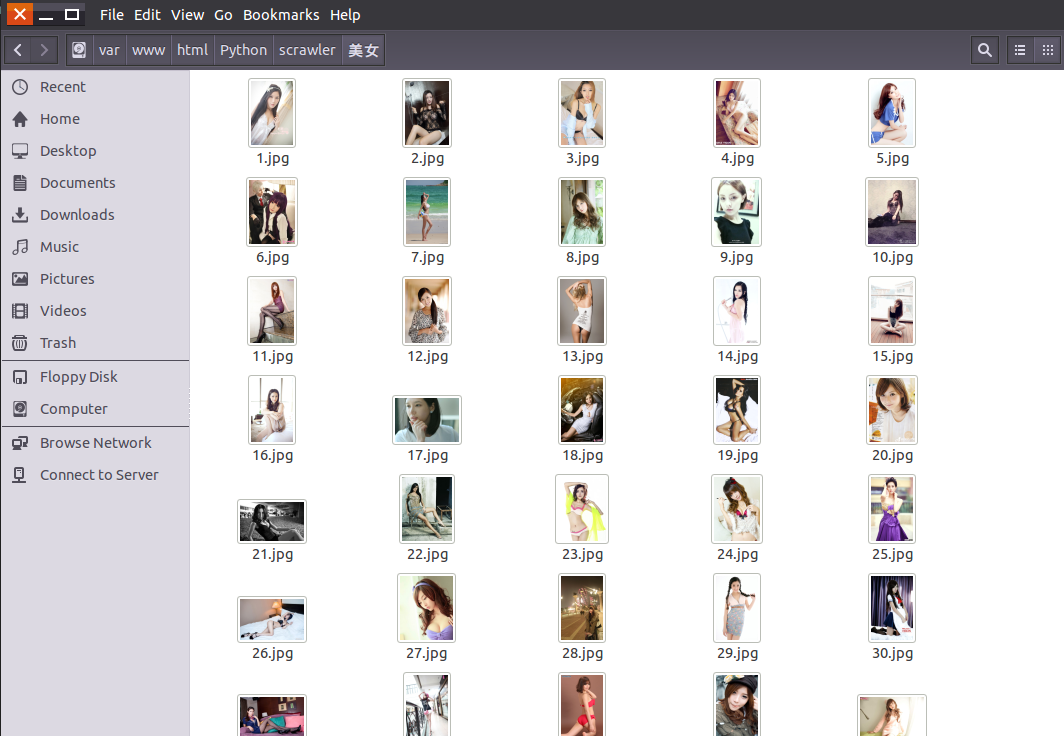 File Edit View Go Bookmarks Help
var www html Python scrawler 美女
Recent
Home
Desktop
Documents
Downloads
Music
Pictures
Videos
Trash
Floppy Disk
Computer
Browse Network
Connect to Server
1.jpg 2.jpg 3.jpg 4.jpg 5.jpg
6.jpg 7.jpg 8.jpg 9.jpg 10.jpg
11.jpg 12.jpg 13.jpg 14.jpg 15.jpg
16.jpg 17.jpg 18.jpg 19.jpg 20.jpg
21.jpg 22.jpg 23.jpg 24.jpg 25.jpg
26.jpg 27.jpg 28.jpg 29.jpg 30.jpg